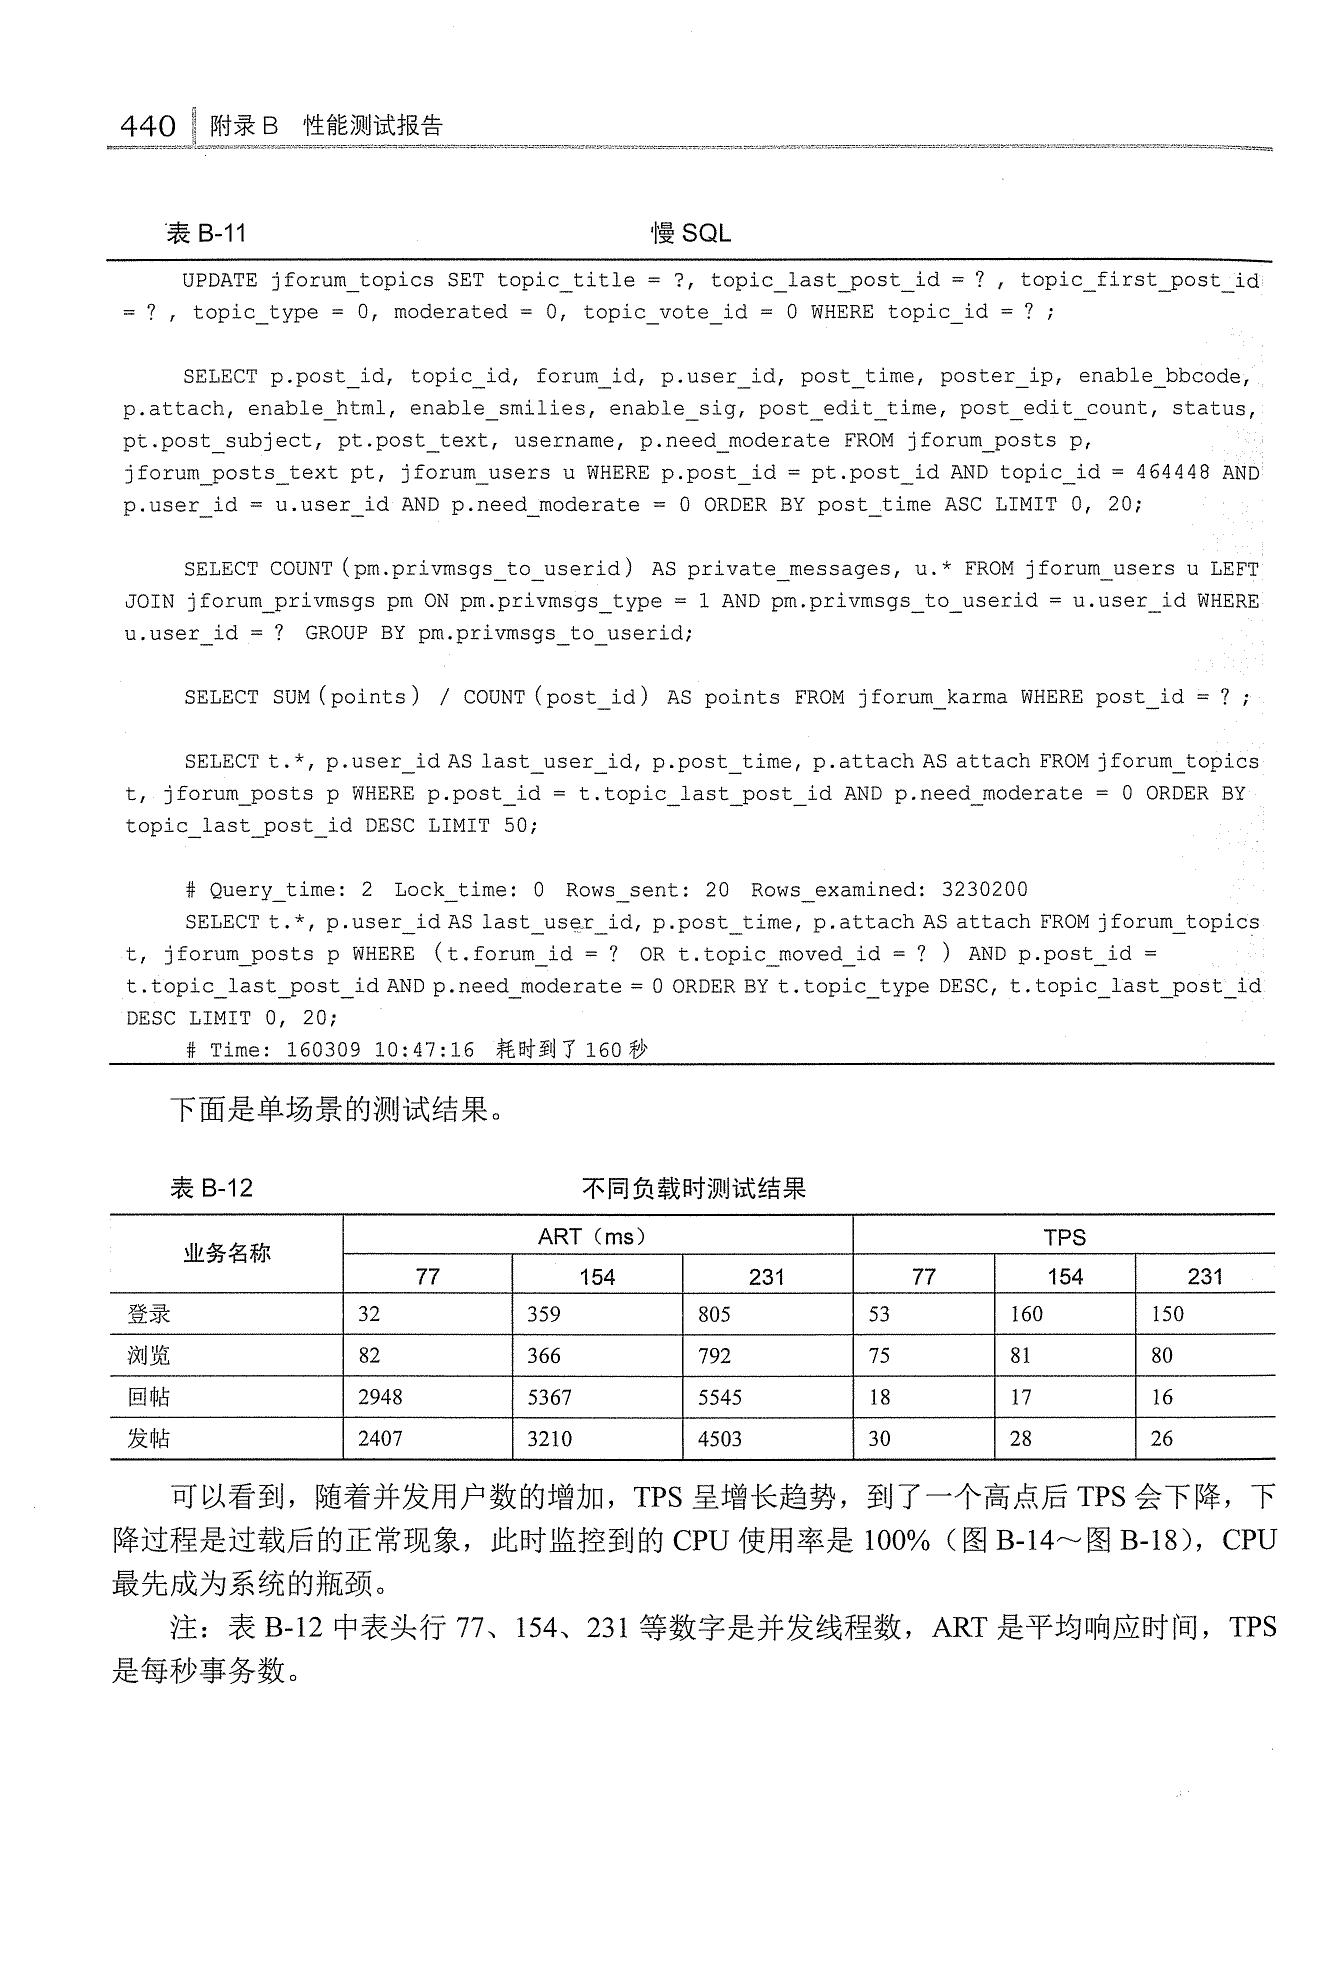 440 附录 B 性能测试报告
表 B-11 慢 SQL
UPDATE jforum_topics SET topic_title = ?, topic_last_post_id = ? , topic_first_post_id
= ? , topic_type = 0, moderated = 0, topic_vote_id = 0 WHERE topic_id = ? ;
SELECT p.post_id, topic_id, forum_id, p.user_id, post_time, poster_ip, enable_bbcode,
p.attach, enable_html, enable_smilies, enable_sig, post_edit_time, post_edit_count, status,
pt.post_subject, pt.post_text, username, p.need_moderate FROM jforum_posts p,
jforum_posts_text pt, jforum_users u WHERE p.post_id = pt.post_id AND topic_id = 464448 AND
p.user_id = u.user_id AND p.need_moderate = 0 ORDER BY post_time ASC LIMIT 0, 20;
SELECT COUNT(pm.privmsgs_to_userid) AS private_messages, u.* FROM jforum_users u LEFT
JOIN jforum_privmsgs pm ON pm.privmsgs_type = 1 AND pm.privmsgs_to_userid = u.user_id WHERE
u.user_id = ? GROUP BY pm.privmsgs_to_userid;
SELECT SUM(points) / COUNT(post_id) AS points FROM jforum_karma WHERE post_id = ? ;
SELECT t.*, p.user_id AS last_user_id, p.post_time, p.attach AS attach FROM jforum_topics
t, jforum_posts p WHERE p.post_id = t.topic_last_post_id AND p.need_moderate = 0 ORDER BY
topic_last_post_id DESC LIMIT 50;
# Query_time: 2 Lock_time: 0 Rows_sent: 20 Rows_examined: 3230200
SELECT t.*, p.user_id AS last_user_id, p.post_time, p.attach AS attach FROM jforum_topics
t, jforum_posts p WHERE (t.forum_id = ? OR t.topic_moved_id = ? ) AND p.post_id =
t.topic_last_post_id AND p.need_moderate = 0 ORDER BY t.topic_type DESC, t.topic_last_post_id
DESC LIMIT 0, 20;
# Time: 160309 10:47:16 耗时到了 160 秒
下面是单场景的测试结果。
表 B-12 不同负载时测试结果
业务名称 ART（ms） TPS
77 154 231 77 154 231
登录 32 359 805 53 160 150
浏览 82 366 792 75 81 80
回帖 2948 5367 5545 18 17 16
发帖 2407 3210 4503 30 28 26
可以看到，随着并发用户数的增加，TPS 呈增长趋势，到了一个高点后 TPS 会下降，下
降过程是过载后的正常现象，此时监控到的 CPU 使用率是 100%（图 B-14～图 B-18），CPU
最先成为系统的瓶颈。
注：表 B-12 中表头行 77、154、231 等数字是并发线程数，ART 是平均响应时间，TPS
是每秒事务数。